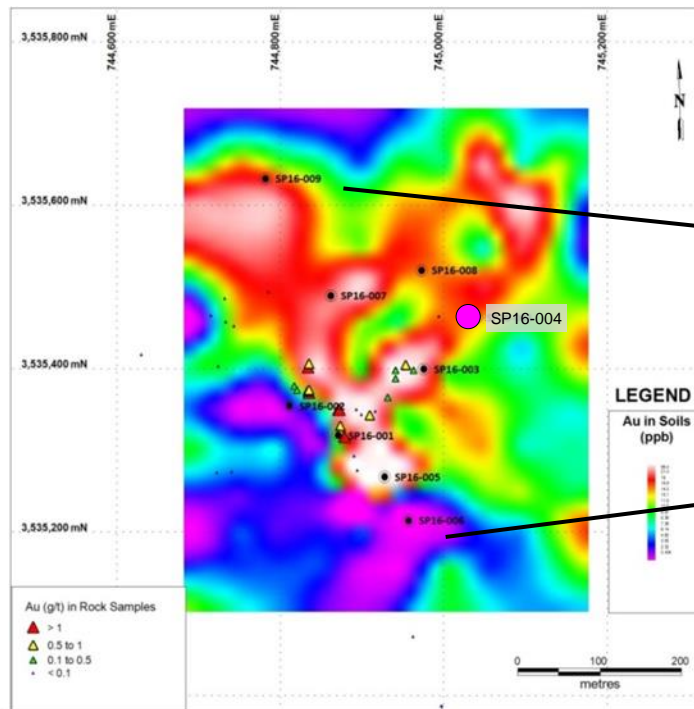 744,600 mE
744,800 mE
745,000 mE
745,200 mE
3,535,800 mN
N
SP16-009
3,535,600 mN
SP16-008
SP16-007
SP16-004
3,535,400 mN
SP16-003
SP16-002
SP16-001
SP16-005
SP16-006
3,535,200 mN
LEGEND
Au in Soils
(ppb)
Au (g/t) in Rock Samples
> 1
0.5 to 1
0.1 to 0.5
< 0.1
0 100 200
metres